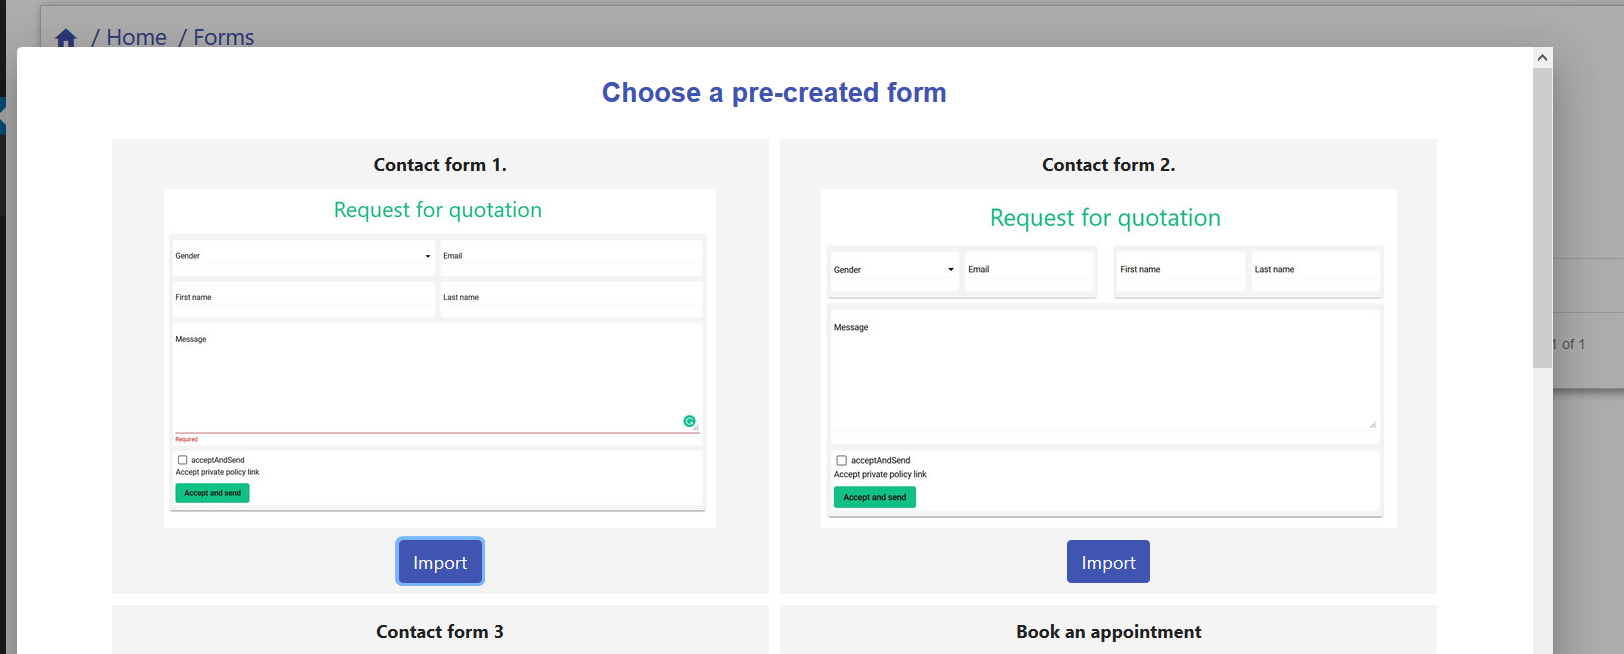 / Home / Forms
Choose a pre-created form
Contact form 1.
Request for quotation
Gender
Email
First name
Last name
Message
Required
acceptAndSend
Accept private policy link
Accept and send
Import
Contact form 2.
Request for quotation
Gender
Email
First name
Last name
Message
acceptAndSend
Accept private policy link
Accept and send
Import
1 of 1
Contact form 3
Book an appointment